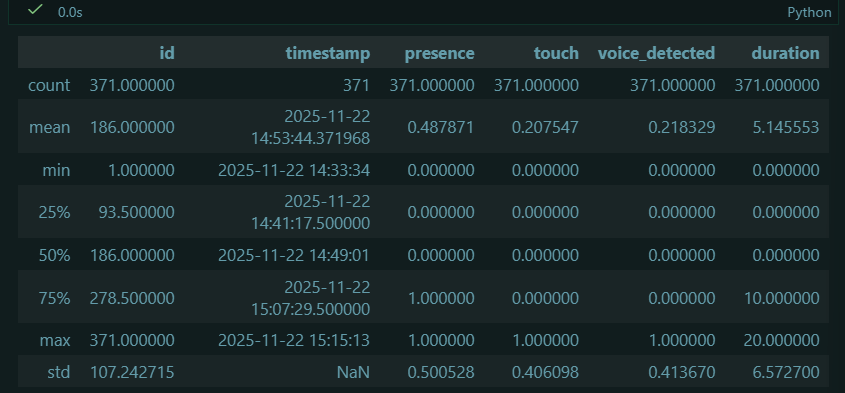 0.0s Python
id timestamp presence touch voice_detected duration
count 371.000000 371 371.000000 371.000000 371.000000 371.000000
mean 186.000000 2025-11-22 14:53:44.371968 0.487871 0.207547 0.218329 5.145553
min 1.000000 2025-11-22 14:33:34 0.000000 0.000000 0.000000 0.000000
25% 93.500000 2025-11-22 14:41:17.500000 0.000000 0.000000 0.000000 0.000000
50% 186.000000 2025-11-22 14:49:01 0.000000 0.000000 0.000000 0.000000
75% 278.500000 2025-11-22 15:07:29.500000 1.000000 0.000000 0.000000 10.000000
max 371.000000 2025-11-22 15:15:13 1.000000 1.000000 1.000000 20.000000
std 107.242715 NaN 0.500528 0.406098 0.413670 6.572700